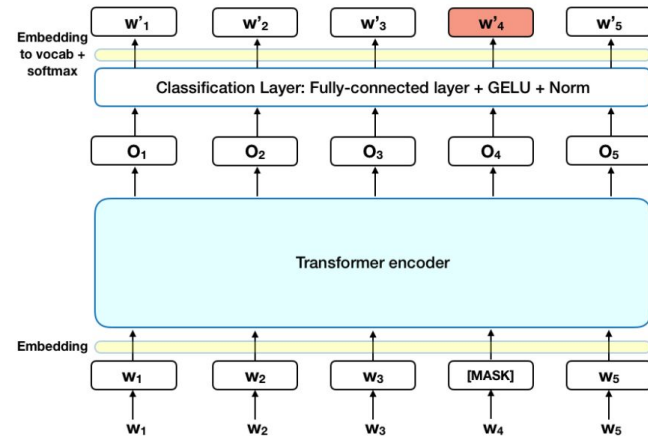 Embedding
to vocab +
softmax
w'₁ w'₂ w'₃ w'₄ w'₅
Classification Layer: Fully-connected layer + GELU + Norm
O₁ O₂ O₃ O₄ O₅
Transformer encoder
Embedding
W₁ W₂ W₃ [MASK] W₅
W₁ W₂ W₃ W₄ W₅